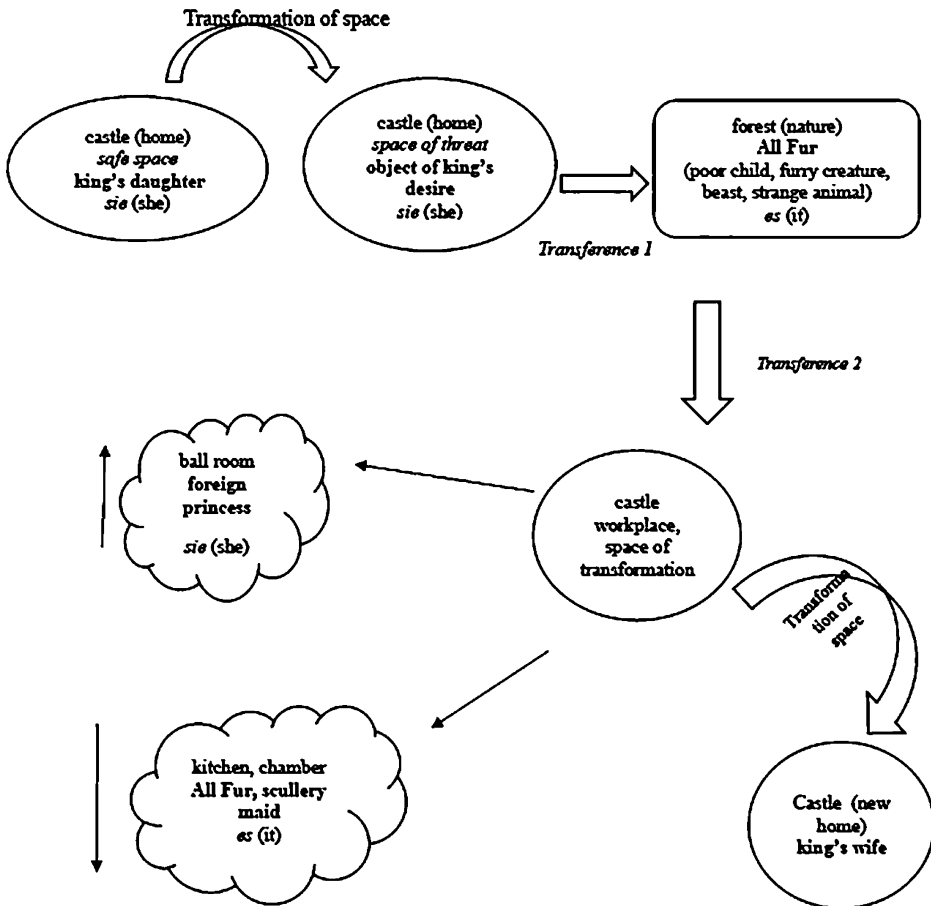 Transformation of space
castle (home)
safe space
king's daughter
sie (she)
castle (home)
space of threat
object of king's
desire
sie (she)
forest (nature)
All Fur
(poor child, furry creature,
beast, strange animal)
es (it)
Transference 1
Transference 2
ball room
foreign
princess
sie (she)
castle
workplace,
space of
transformation
Transforma
tion of
space
kitchen, chamber
All Fur, scullery
maid
es (it)
Castle (new
home)
king's wife